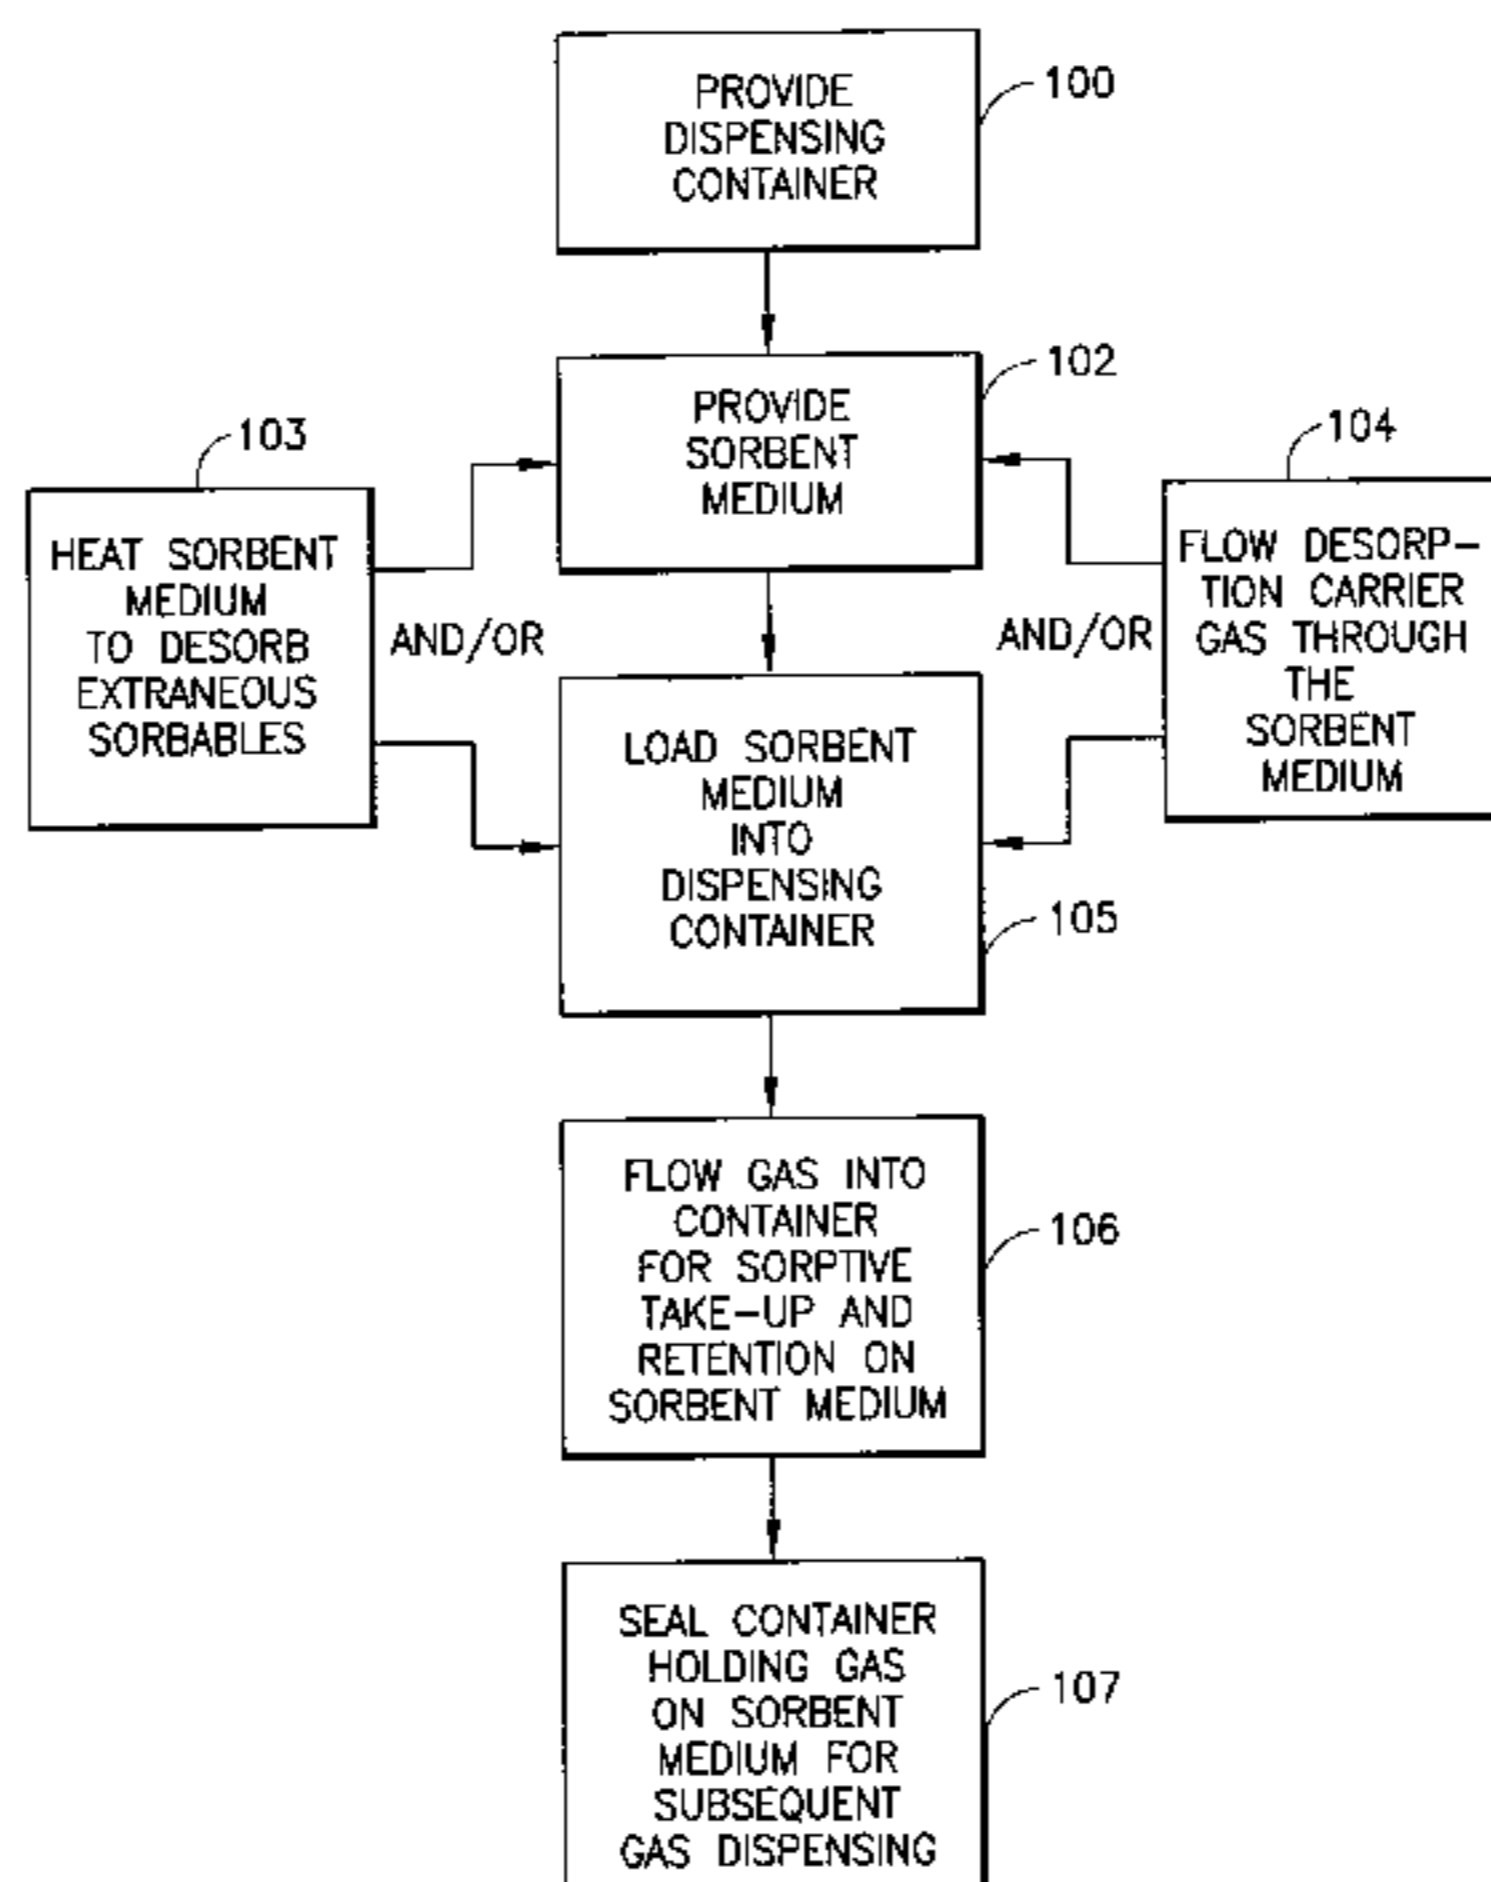 PROVIDE
DISPENSING
CONTAINER
100
PROVIDE
SORBENT
MEDIUM
102
103
HEAT SORBENT
MEDIUM
TO DESORB
EXTRANEOUS
SORBABLES
AND/OR
104
FLOW DESORP-
TION CARRIER
GAS THROUGH
THE
SORBENT
MEDIUM
AND/OR
LOAD SORBENT
MEDIUM
INTO
DISPENSING
CONTAINER
105
FLOW GAS INTO
CONTAINER
FOR SORPTIVE
TAKE-UP AND
RETENTION ON
SORBENT MEDIUM
106
SEAL CONTAINER
HOLDING GAS
ON SORBENT
MEDIUM FOR
SUBSEQUENT
GAS DISPENSING
107